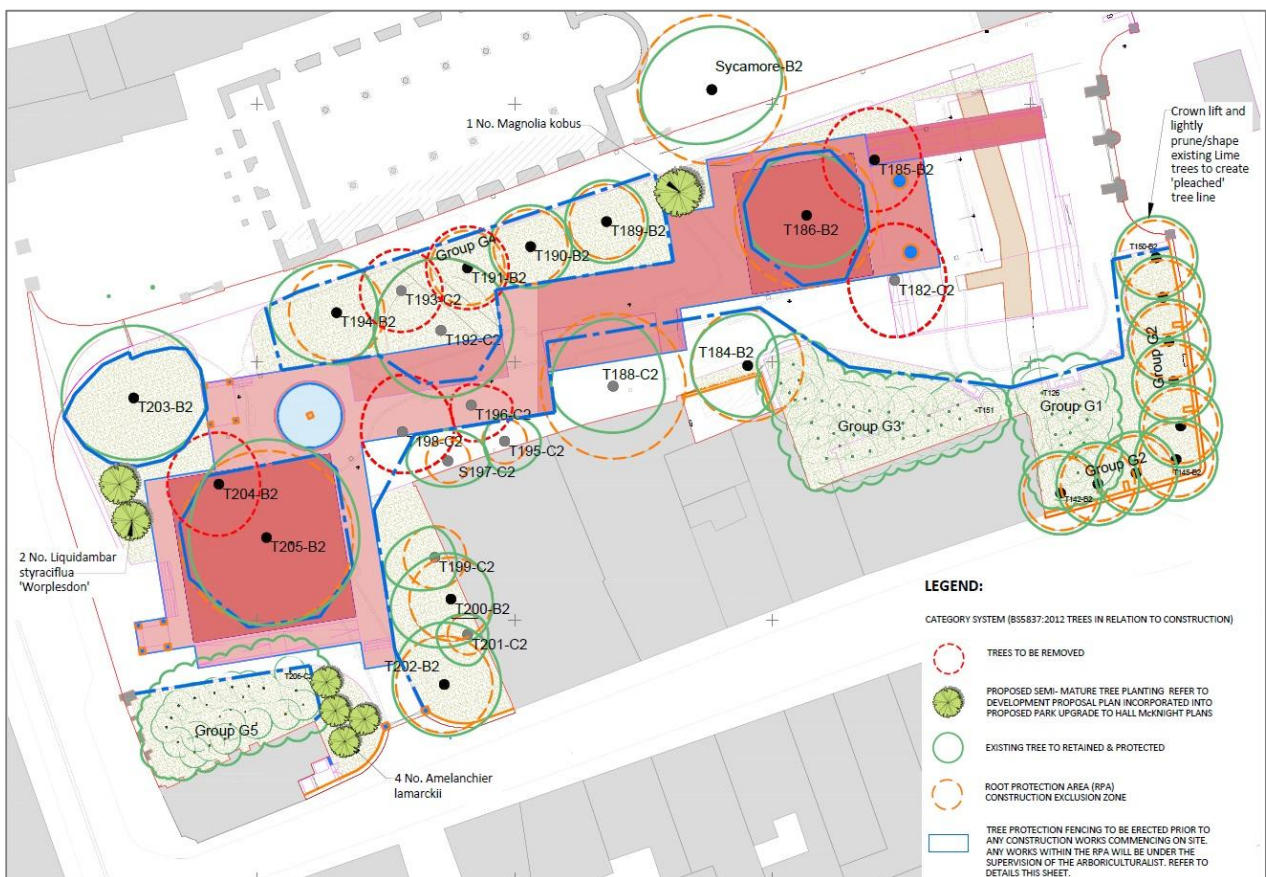 Sycamore-B2
1 No. Magnolia kobus
Crown lift and
lightly
prune/shape
existing Lime
trees to create
'pleached'
tree line
T185-B2
T186-B2
T189-B2
T190-B2
Group G4
T191-B2
T193-C2
T194-B2
T192-C2
T182-C2
T150-B2
Group G2
T184-B2
T188-C2
T203-B2
T196-C2
T198-C2
T195-C2
S197-C2
T151
Group G3
T126
Group G1
Group G2
T145-B2
T142-B2
T204-B2
T205-B2
2 No. Liquidambar
styraciflua
'Worplesdon'
T199-C2
T200-B2
T201-C2
T202-B2
Group G5
4 No. Amelanchier
lamarckii
LEGEND:
CATEGORY SYSTEM (BS5837:2012 TREES IN RELATION TO CONSTRUCTION)
TREES TO BE REMOVED
PROPOSED SEMI- MATURE TREE PLANTING REFER TO
DEVELOPMENT PROPOSAL PLAN INCORPORATED INTO
PROPOSED PARK UPGRADE TO HALL McKNIGHT PLANS
EXISTING TREE TO RETAINED & PROTECTED
ROOT PROTECTION AREA (RPA)
CONSTRUCTION EXCLUSION ZONE
TREE PROTECTION FENCING TO BE ERECTED PRIOR TO
ANY CONSTRUCTION WORKS COMMENCING ON SITE.
ANY WORKS WITHIN THE RPA WILL BE UNDER THE
SUPERVISION OF THE ARBORICULTURALIST. REFER TO
DETAILS THIS SHEET.